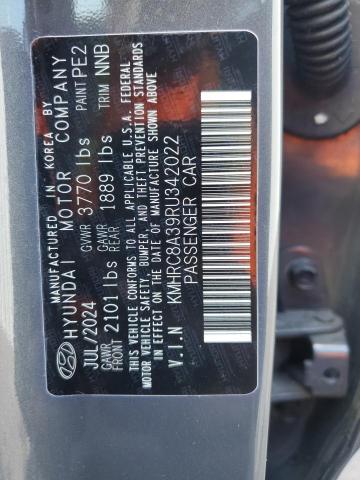 MANUFACTURED IN KOREA BY
HYUNDAI MOTOR COMPANY
JUL/2024 GVWR 3770 lbs PAINT PE2
GAWR FRONT 2101 lbs GAWR REAR 1889 lbs TRIM NNB
THIS VEHICLE CONFORMS TO ALL APPLICABLE U.S.A. FEDERAL
MOTOR VEHICLE SAFETY, BUMPER, AND THEFT PREVENTION STANDARDS
IN EFFECT ON THE DATE OF MANUFACTURE SHOWN ABOVE.
V.I.N KMHRC8A39RU342022
PASSENGER CAR